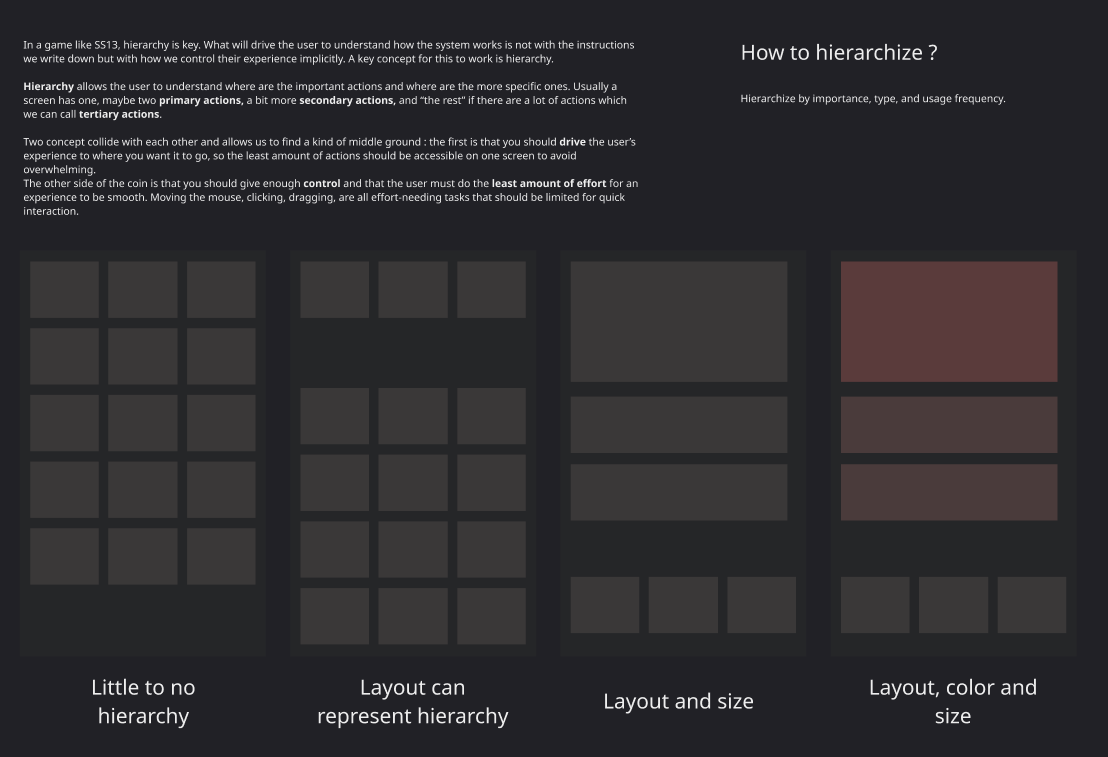 In a game like SS13, hierarchy is key. What will drive the user to understand how the system works is not with the instructions
we write down but with how we control their experience implicitly. A key concept for this to work is hierarchy.
Hierarchy allows the user to understand where are the important actions and where are the more specific ones. Usually a
screen has one, maybe two primary actions, a bit more secondary actions, and “the rest” if there are a lot of actions which
we can call tertiary actions.
Two concept collide with each other and allows us to find a kind of middle ground : the first is that you should drive the user’s
experience to where you want it to go, so the least amount of actions should be accessible on one screen to avoid
overwhelming.
The other side of the coin is that you should give enough control and that the user must do the least amount of effort for an
experience to be smooth. Moving the mouse, clicking, dragging, are all effort-needing tasks that should be limited for quick
interaction.
How to hierarchize ?
Hierarchize by importance, type, and usage frequency.
Little to no
hierarchy
Layout can
represent hierarchy
Layout and size
Layout, color and
size